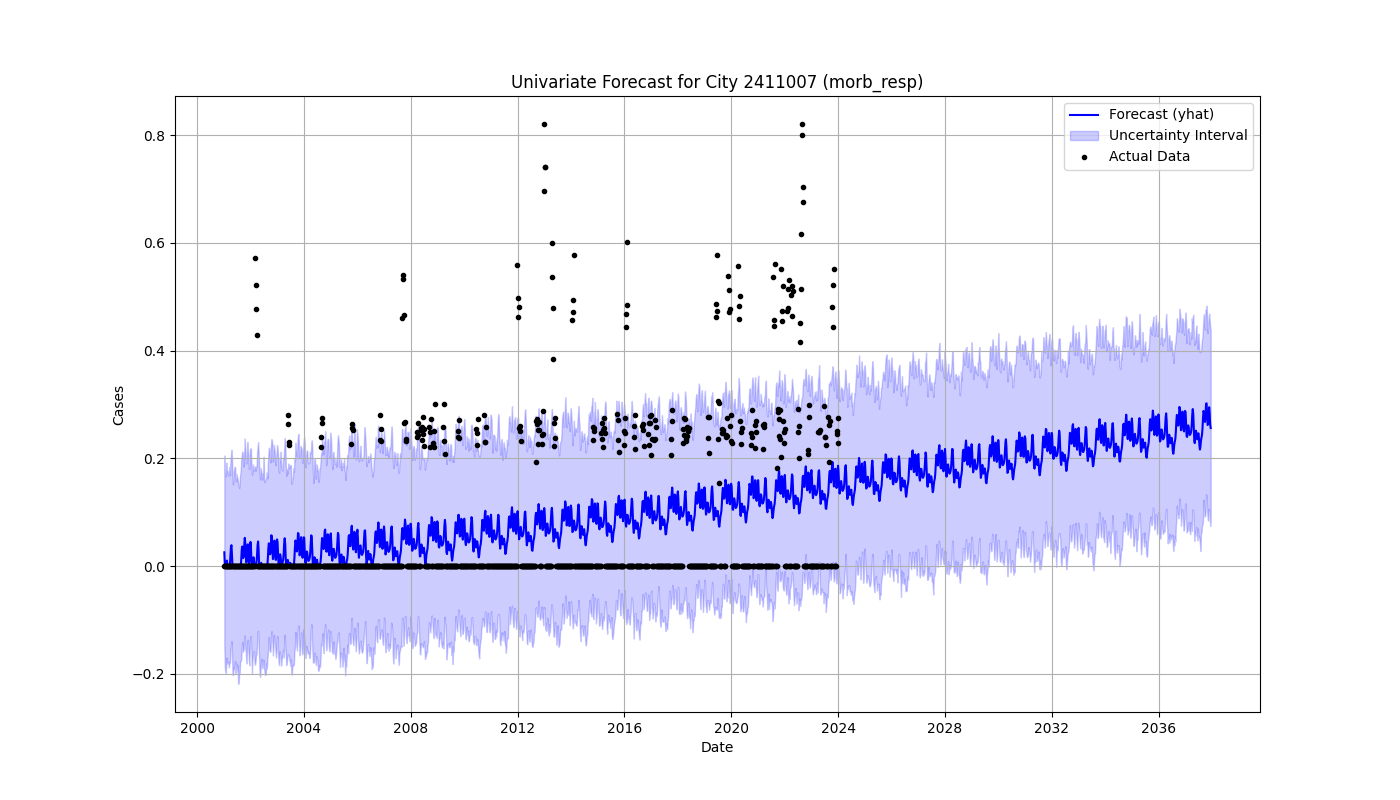 Univariate Forecast for City 2411007 (morb_resp)
Forecast (yhat)
Uncertainty Interval
Actual Data
Cases
0.8
0.6
0.4
0.2
0.0
−0.2
2000 2004 2008 2012 2016 2020 2024 2028 2032 2036
Date